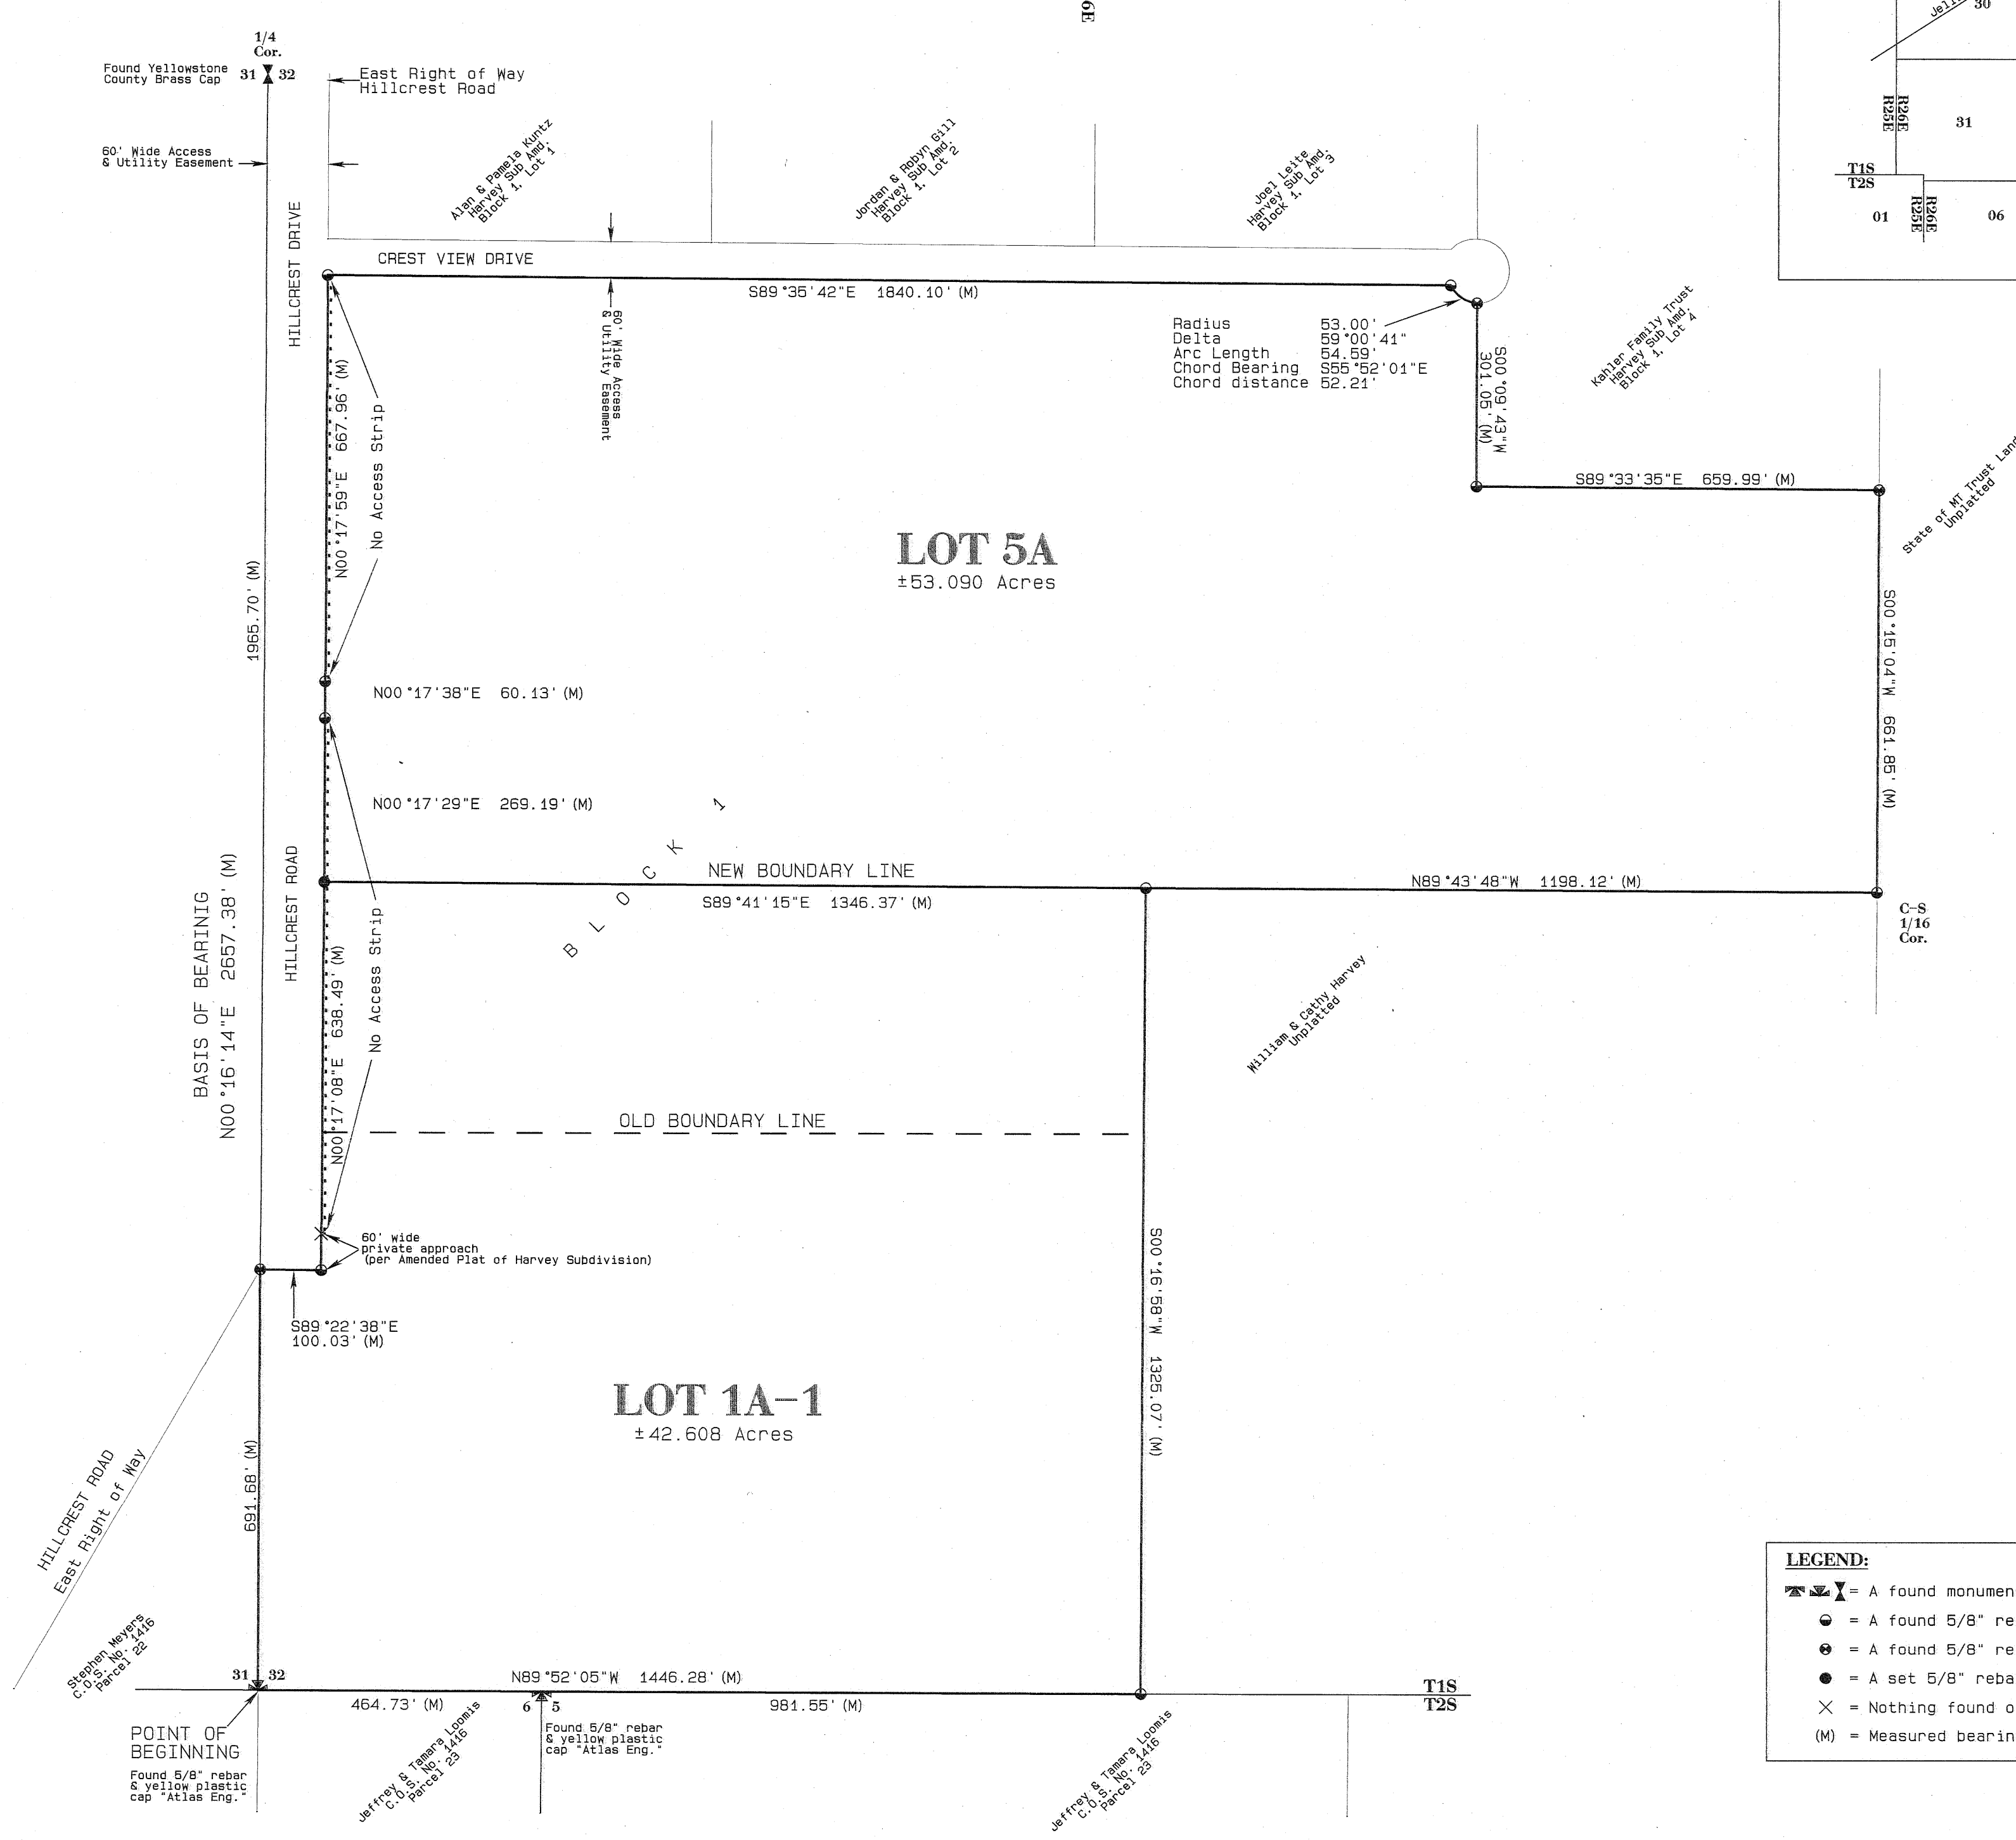 6E
1/4
Cor.
Found Yellowstone
County Brass Cap
31 32
East Right of Way
Hillcrest Road
60' Wide Access
& Utility Easement
HILLCREST DRIVE
Alan & Pamela Kuntz
Harvey Sub Amd.
Block 1, Lot 1
Jordan & Robyn Gill
Harvey Sub Amd.
Block 1, Lot 2
Joel Leite
Harvey Sub Amd.
Block 1, Lot 3
30
R25E
R26E
31
T1S
T2S
01
R25E
R26E
06
CREST VIEW DRIVE
S89°35'42"E 1840.10' (M)
60' Wide Access
& Utility Easement
Radius 53.00'
Delta 59°00'41"
Arc Length 54.59'
Chord Bearing S55°52'01"E
Chord distance 52.21'
S00°09'43"W
301.05' (M)
Kahler Family Trust
Harvey Sub Amd.
Block 1, Lot 4
S89°33'35"E 659.99' (M)
State of MT Trust Land
Unplatted
N00°17'59"E 667.96' (M)
No Access Strip
LOT 5A
±53.090 Acres
1965.70' (M)
S00°15'04"W 661.85' (M)
N00°17'38"E 60.13' (M)
N00°17'29"E 269.19' (M)
BLOCK 1
HILLCREST ROAD
NEW BOUNDARY LINE
S89°41'15"E 1346.37' (M)
N89°43'48"W 1198.12' (M)
C-S
1/16
Cor.
BASIS OF BEARINIG
N00°16'14"E 2657.38' (M)
N00°17'08"E 638.49' (M)
No Access Strip
William & Cathy Harvey
Unplatted
OLD BOUNDARY LINE
60' wide
private approach
(per Amended Plat of Harvey Subdivision)
S89°22'38"E
100.03' (M)
S00°16'58"W 1325.07' (M)
LOT 1A-1
±42.608 Acres
691.68' (M)
HILLCREST ROAD
East Right of Way
Stephen Meyers
C.O.S. No. 1416
Parcel 22
31 32
N89°52'05"W 1446.28' (M)
464.73' (M)
6 5
981.55' (M)
T1S
T2S
POINT OF
BEGINNING
Found 5/8" rebar
& yellow plastic
cap "Atlas Eng."
Jeffrey & Tamara Loomis
C.O.S. No. 1416
Parcel 23
Found 5/8" rebar
& yellow plastic
cap "Atlas Eng."
Jeffrey & Tamara Loomis
C.O.S. No. 1416
Parcel 23
LEGEND:
= A found monumen
= A found 5/8" re
= A found 5/8" re
= A set 5/8" reba
= Nothing found o
(M) = Measured bearin